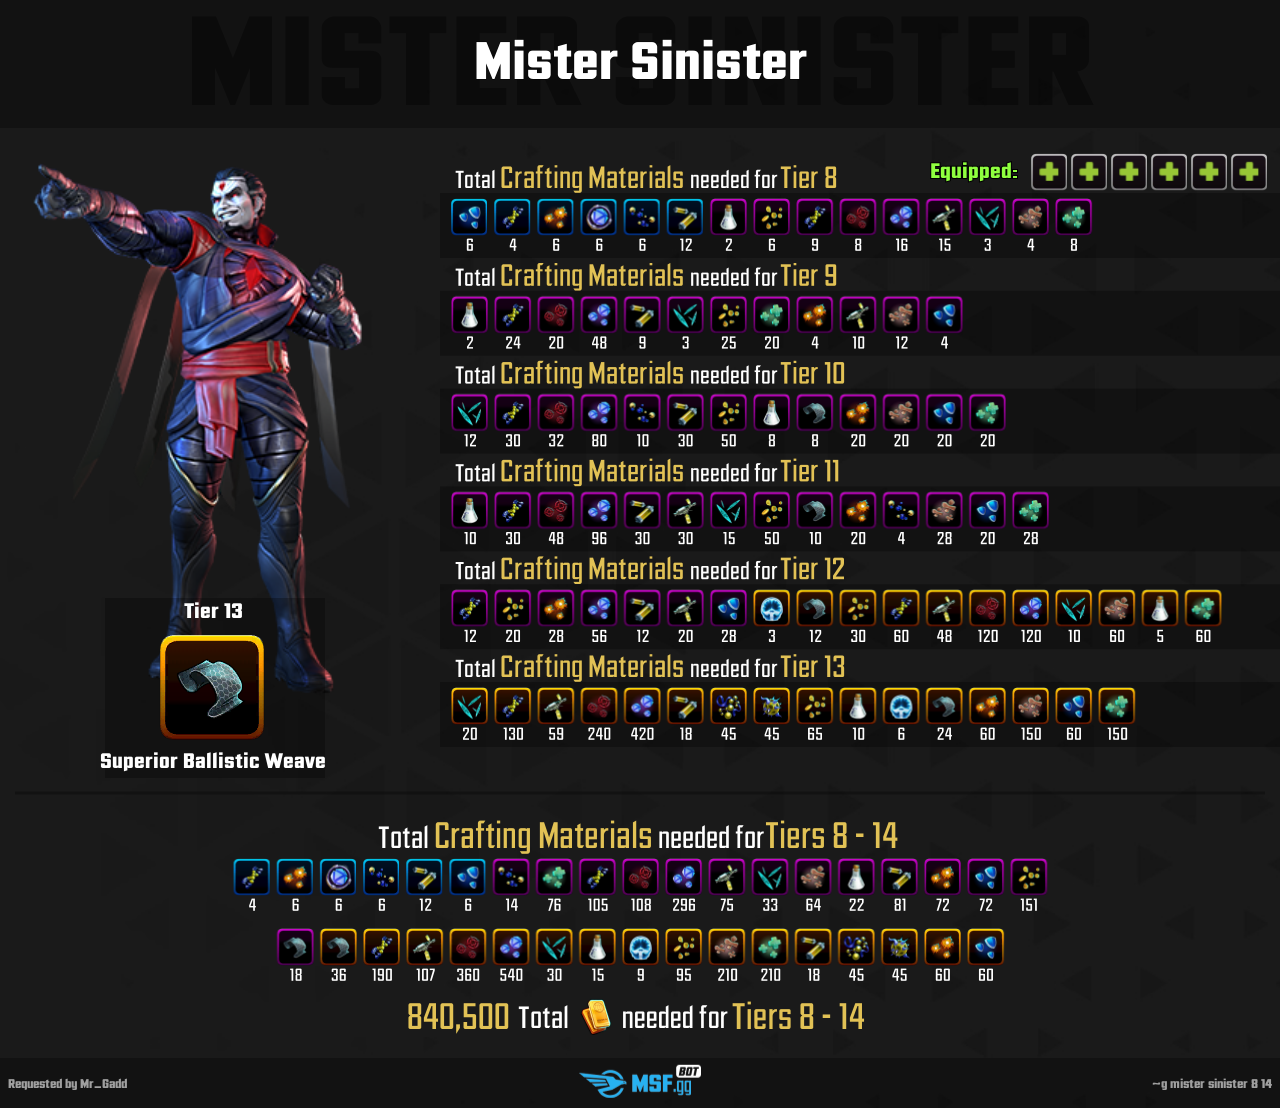 MISTER SINISTER
Mister Sinister
Equipped:
Total Crafting Materials needed for Tier 8
6 4 6 6 6 12 2 6 9 8 16 15 3 4 8
Total Crafting Materials needed for Tier 9
2 24 20 48 9 3 25 20 4 10 12 4
Total Crafting Materials needed for Tier 10
12 30 32 80 10 30 50 8 8 20 20 20 20
Total Crafting Materials needed for Tier 11
10 30 48 96 30 30 15 50 10 20 4 28 20 28
Total Crafting Materials needed for Tier 12
12 20 28 56 12 20 28 3 12 30 60 48 120 120 10 60 5 60
Total Crafting Materials needed for Tier 13
20 130 59 240 420 18 45 45 65 10 6 24 60 150 60 150
Tier 13
Superior Ballistic Weave
Total Crafting Materials needed for Tiers 8 - 14
4 6 6 6 12 6 14 76 105 108 296 75 33 64 22 81 72 72 151
18 36 190 107 360 540 30 15 9 95 210 210 18 45 45 60 60
840,500 Total needed for Tiers 8 - 14
Requested by Mr_Gadd
MSF.gg BOT
~g mister sinister 8 14